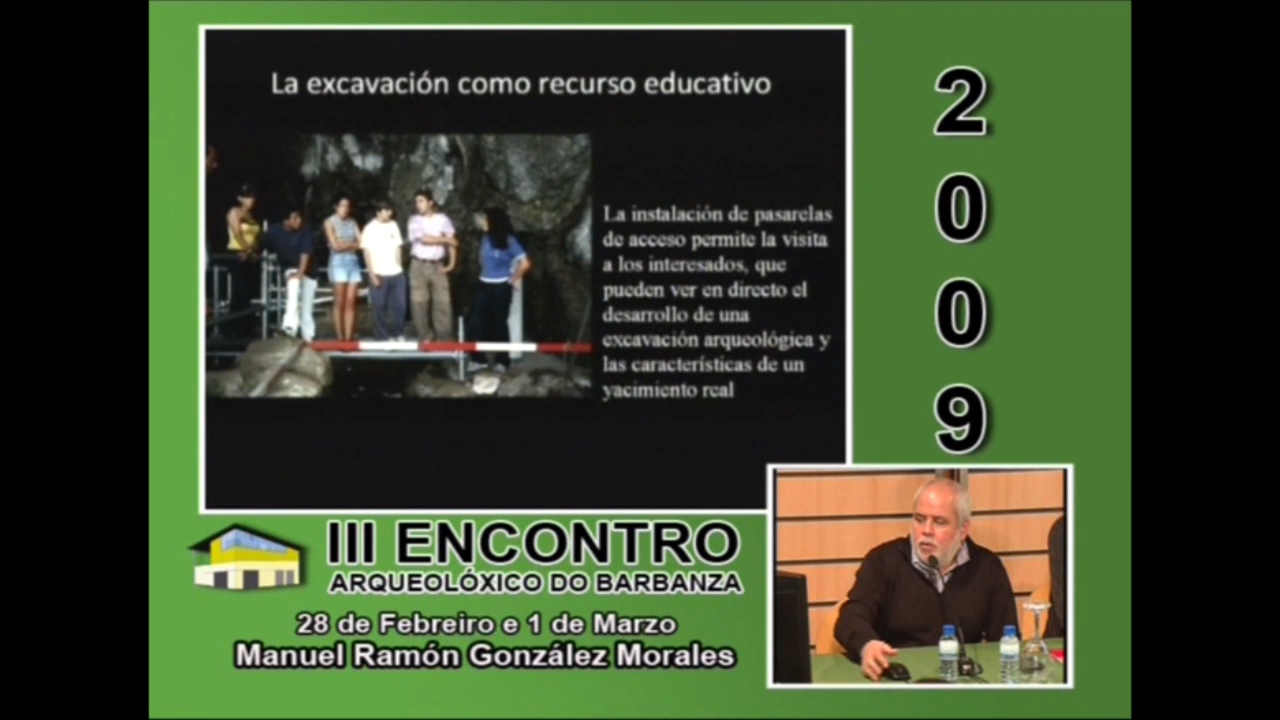 La excavación como recurso educativo
La instalación de pasarelas
de acceso permite la visita
a los interesados, que
pueden ver en directo el
desarrollo de una
excavación arqueológica y
las características de un
yacimiento real
2
0
0
9
III ENCONTRO
ARQUEOLÓXICO DO BARBANZA
28 de Febreiro e 1 de Marzo
Manuel Ramón González Morales